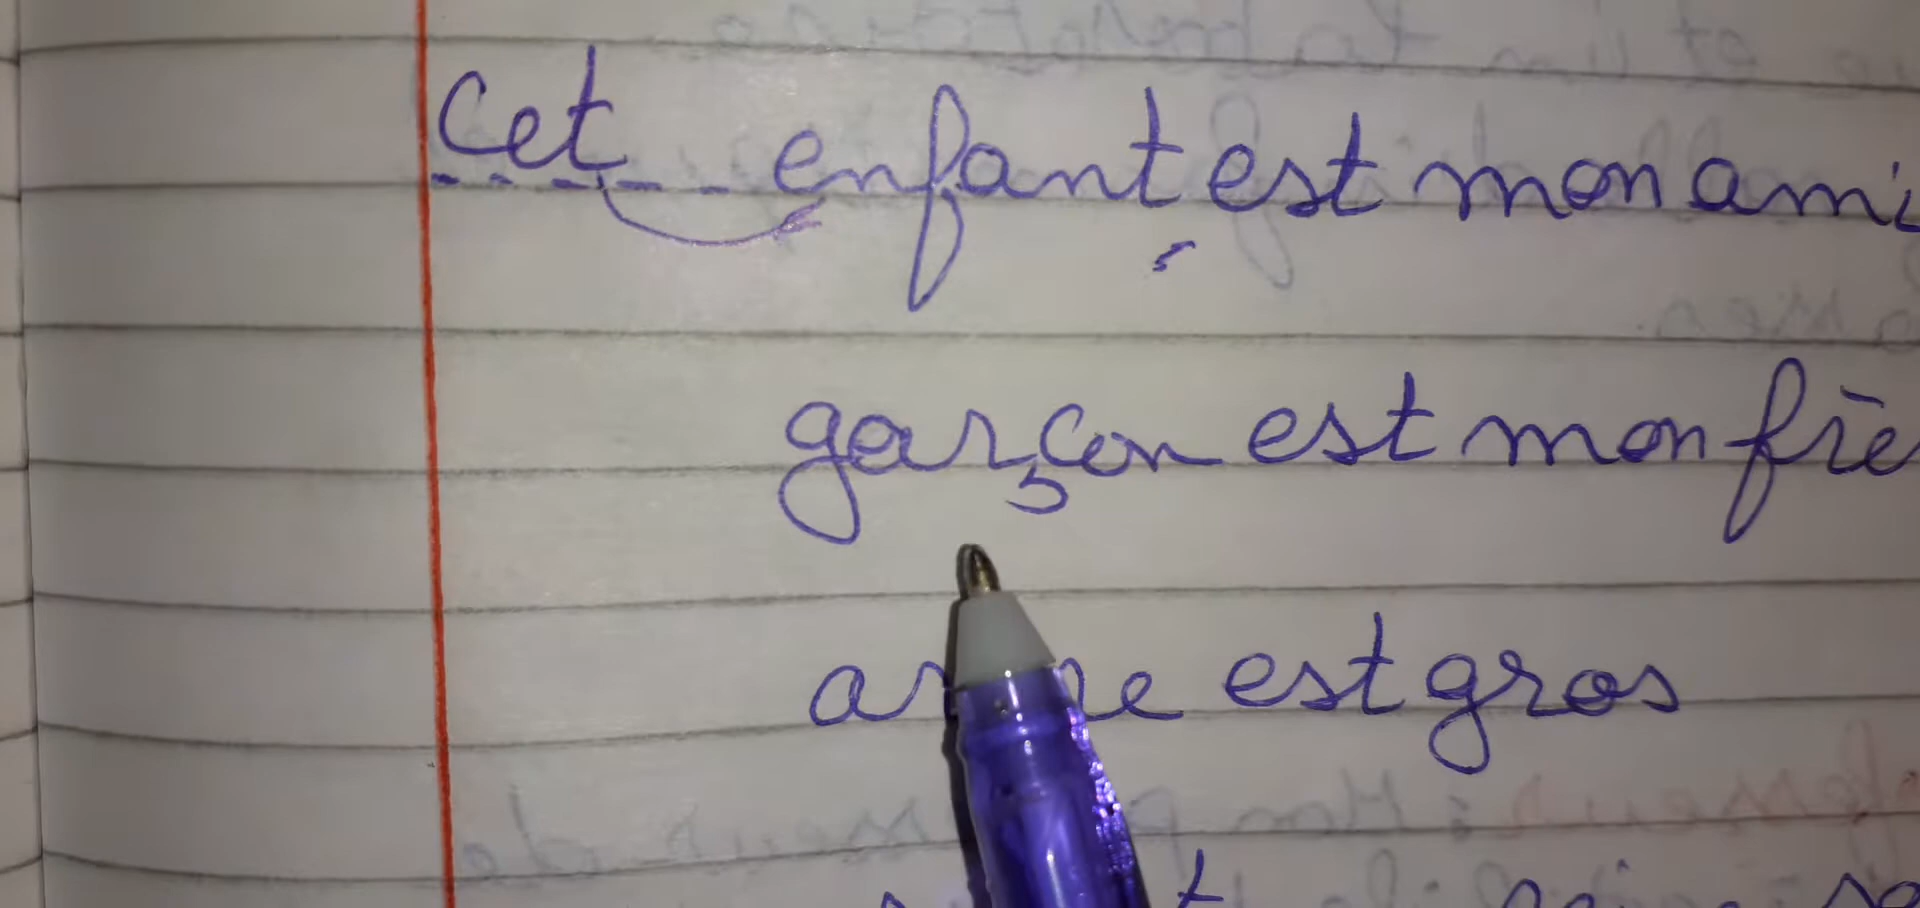 Cet enfant est mon ami
garçon est mon frè
est gros